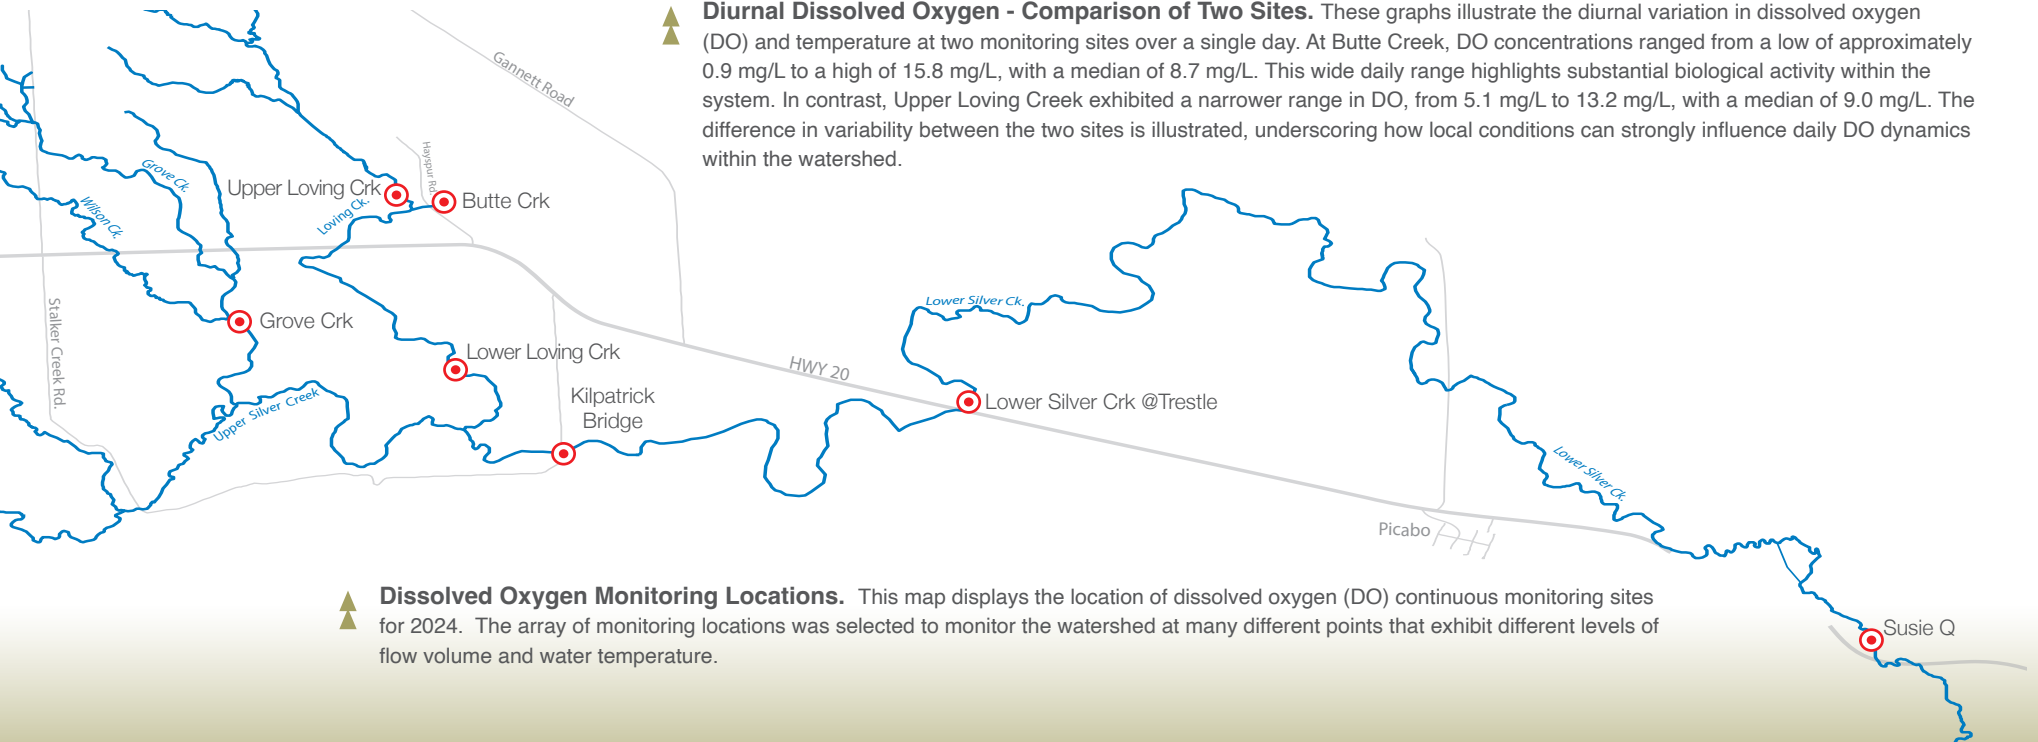 Diurnal Dissolved Oxygen - Comparison of Two Sites. These graphs illustrate the diurnal variation in dissolved oxygen
(DO) and temperature at two monitoring sites over a single day. At Butte Creek, DO concentrations ranged from a low of approximately
0.9 mg/L to a high of 15.8 mg/L, with a median of 8.7 mg/L. This wide daily range highlights substantial biological activity within the
system. In contrast, Upper Loving Creek exhibited a narrower range in DO, from 5.1 mg/L to 13.2 mg/L, with a median of 9.0 mg/L. The
difference in variability between the two sites is illustrated, underscoring how local conditions can strongly influence daily DO dynamics
within the watershed.
Gannett Road
Hayspur Rd.
Grove Ck.
Wilson Ck.
Upper Loving Crk
Loving Ck.
Butte Crk
Stalker Creek Rd.
Grove Crk
Lower Loving Crk
Kilpatrick
Bridge
Upper Silver Creek
HWY 20
Lower Silver Ck.
Lower Silver Crk @Trestle
Lower Silver Ck.
Picabo
Susie Q
Dissolved Oxygen Monitoring Locations. This map displays the location of dissolved oxygen (DO) continuous monitoring sites
for 2024. The array of monitoring locations was selected to monitor the watershed at many different points that exhibit different levels of
flow volume and water temperature.